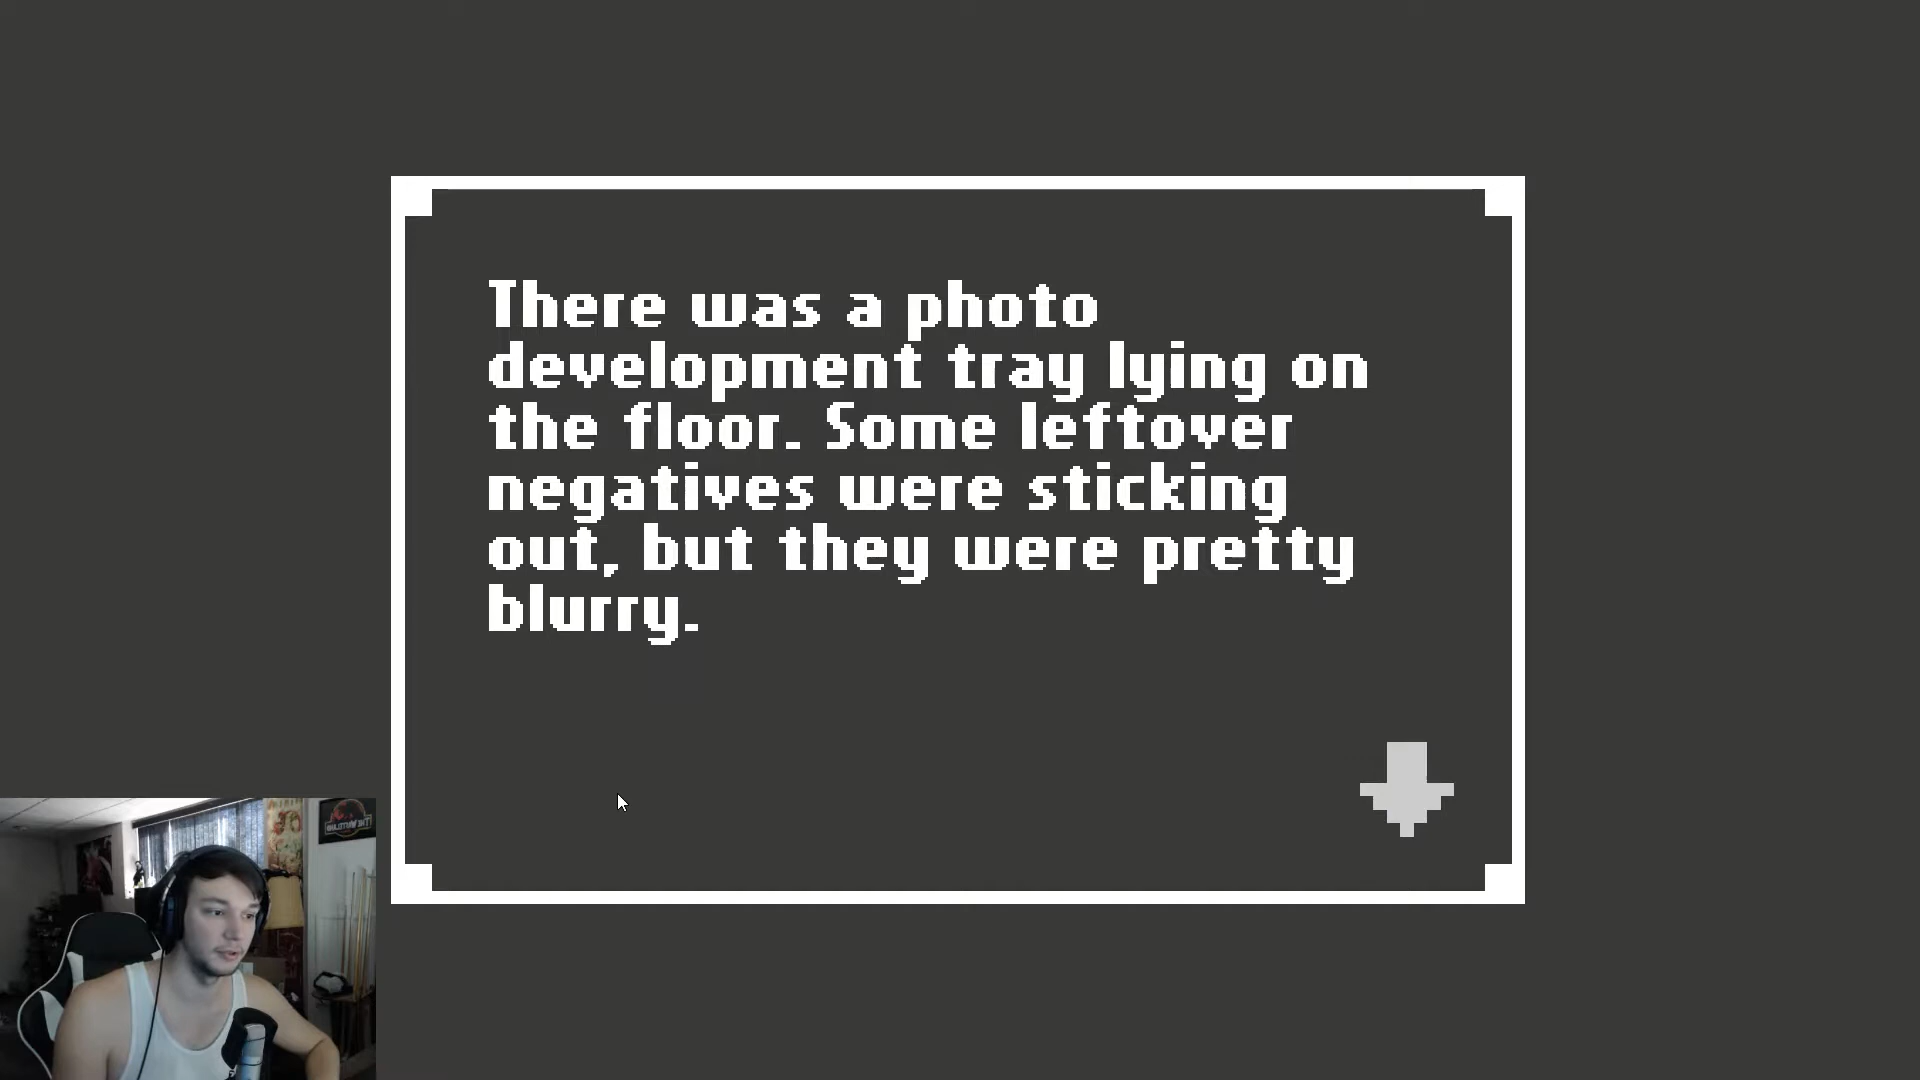 There was a photo
development tray lying on
the floor. Some leftover
negatives were sticking
out, but they were pretty
blurry.